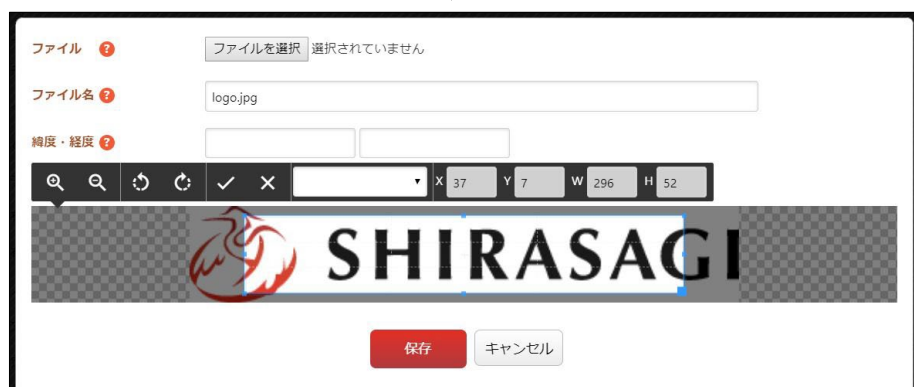 ファイル ? ファイルを選択 選択されていません
ファイル名 ? logo.jpg
緯度・経度 ?
X 37 Y 7 W 296 H 52
SHIRASAGI
保存 キャンセル